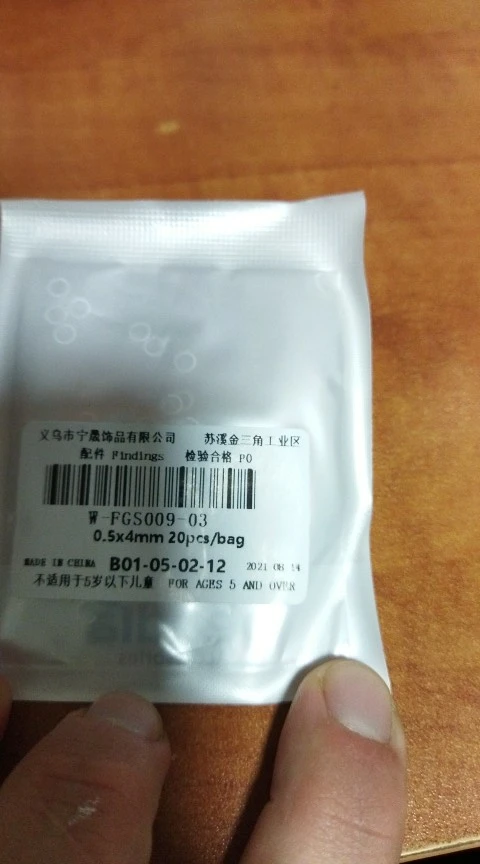 义乌市宁晟饰品有限公司 苏溪金三角工业区
配件 Findings 检验合格 P0
W-FGS009-03
0.5x4mm 20pcs/bag
MADE IN CHINA B01-05-02-12 2021 08 14
不适用于5岁以下儿童 FOR AGES 5 AND OVER